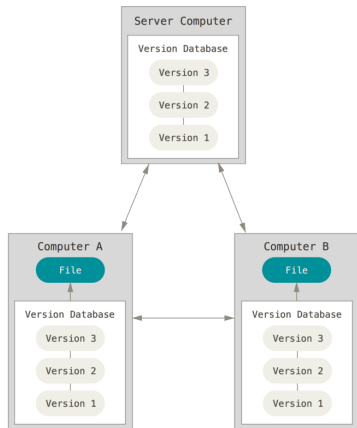 Server Computer
Version Database
Version 3
Version 2
Version 1
Computer A
File
Version Database
Version 3
Version 2
Version 1
Computer B
File
Version Database
Version 3
Version 2
Version 1